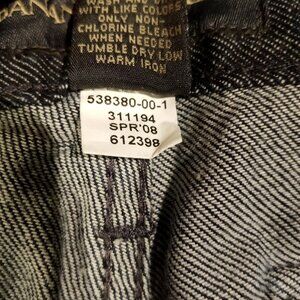 WITH LIKE COLORS
ONLY NON-
CHLORINE BLEACH
WHEN NEEDED
TUMBLE DRY LOW
WARM IRON
538380-00-1
311194
SPR'08
612398